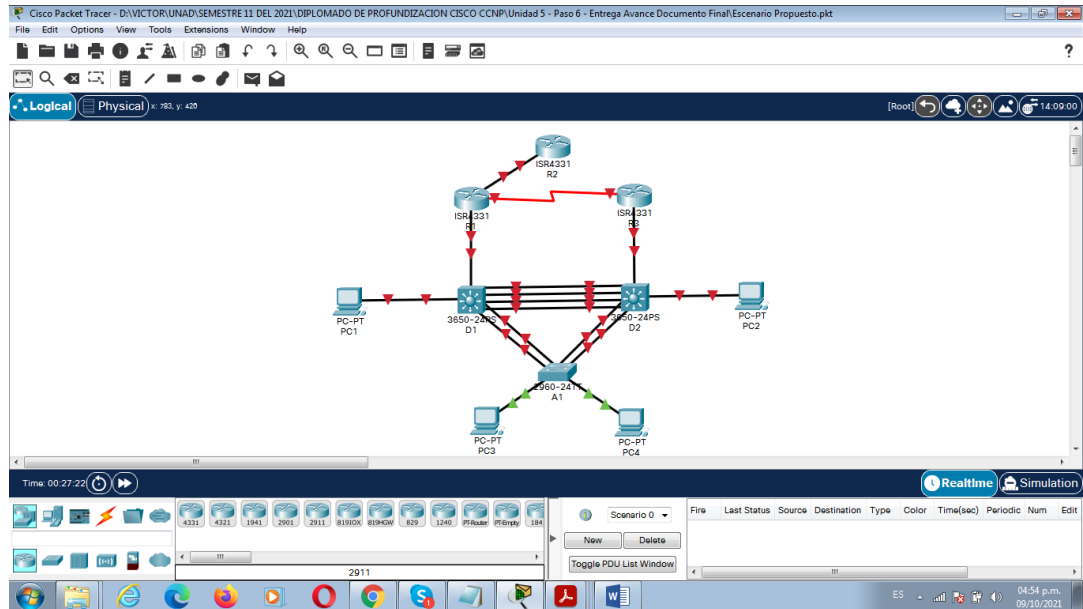 Cisco Packet Tracer - D:\VICTOR\UNAD\SEMESTRE 11 DEL 2021\DIPLOMADO DE PROFUNDIZACION CISCO CCNP\Unidad 5 - Paso 6 - Entrega Avance Documento Final\Escenario Propuesto.pkt
File Edit Options View Tools Extensions Window Help
?
Logical Physical x: 783, y: 420 [Root] 14:09:00
ISR4331
R2
ISR4331
R1
ISR4331
R3
PC-PT
PC1
3650-24PS
D1
3650-24PS
D2
PC-PT
PC2
2960-24TT
A1
PC-PT
PC3
PC-PT
PC4
Time: 00:27:22 Realtime Simulation
4331 4321 1941 2901 2911 819IOX 819HGW 829 1240 PT-Router PT-Empty 184
2911
Scenario 0
New Delete
Toggle PDU List Window
Fire Last Status Source Destination Type Color Time(sec) Periodic Num Edit
ES 04:54 p.m.
09/10/2021